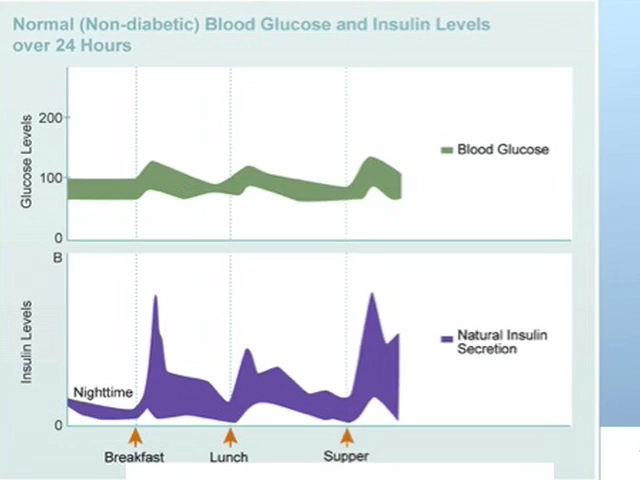 Normal (Non-diabetic) Blood Glucose and Insulin Levels
over 24 Hours
Glucose Levels
200
100
0
Blood Glucose
B
Insulin Levels
0
Nighttime
Natural Insulin
Secretion
Breakfast
Lunch
Supper